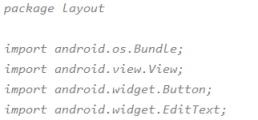 package layout
import android.os.Bundle;
import android.view.View;
import android.widget.Button;
import android.widget.EditText;